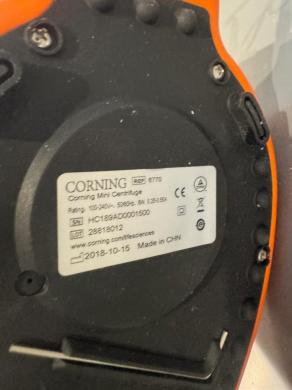 CORNING REF 6770
Corning Mini Centrifuge
Rating: 100-240V~, 50/60Hz, 8W, 0.35-0.55A
SN HC189AD0001500
LOT 28818012
www.corning.com/lifesciences
2018-10-15 Made in CHN